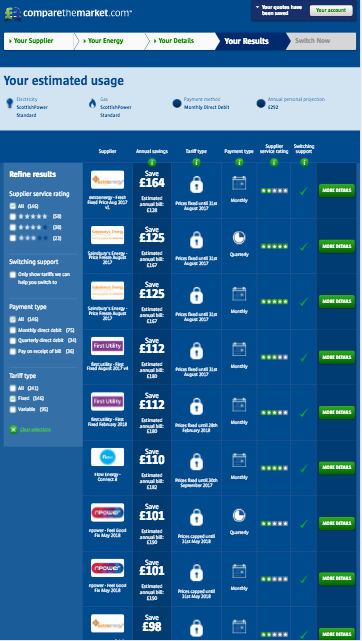 comparethemarket.com
Your quotes have been saved
Your account
Your Supplier
Your Energy
Your Details
Your Results
Switch Now
Your estimated usage
Electricity
ScottishPower
Standard
Gas
ScottishPower
Standard
Payment method
Monthly Direct Debit
Annual personal projection
£292
Supplier
Annual savings
Tariff type
Payment type
Supplier service rating
Switching support
Refine results
Supplier service rating
All (146)
(58)
(38)
(23)
Switching support
Only show tariffs we can help you switch to
Payment type
All (146)
Monthly direct debit (75)
Quarterly direct debit (34)
Pay on receipt of bill (36)
Tariff type
All (241)
Fixed (146)
Variable (95)
Clear selections
extraenergy
extraenergy - Fresh Fixed Price Aug 2017 v1
Save
£164
Estimated annual bill:
£128
Prices fixed until 31st August 2017
Monthly
MORE DETAILS
Sainsbury's Energy
Sainsbury's Energy - Price Freeze August 2017
Save
£125
Estimated annual bill:
£167
Prices fixed until 31st August 2017
Quarterly
MORE DETAILS
Sainsbury's Energy
Sainsbury's Energy - Price Freeze August 2017
Save
£125
Estimated annual bill:
£167
Prices fixed until 31st August 2017
Monthly
MORE DETAILS
First Utility
First Utility - First Fixed August 2017 v4
Save
£112
Estimated annual bill:
£180
Prices fixed until 31st August 2017
Monthly
MORE DETAILS
First Utility
First Utility - First Fixed February 2018
Save
£112
Estimated annual bill:
£180
Prices fixed until 28th February 2018
Monthly
MORE DETAILS
flow
Flow Energy - Connect 8
Save
£110
Estimated annual bill:
£182
Prices fixed until 30th September 2017
Monthly
MORE DETAILS
npower
npower - Feel Good Fix May 2018
Save
£101
Estimated annual bill:
£190
Prices capped until 31st May 2018
Quarterly
MORE DETAILS
npower
npower - Feel Good Fix May 2018
Save
£101
Estimated annual bill:
£190
Prices capped until 31st May 2018
Monthly
MORE DETAILS
extraenergy
Save
£98
MORE DETAILS